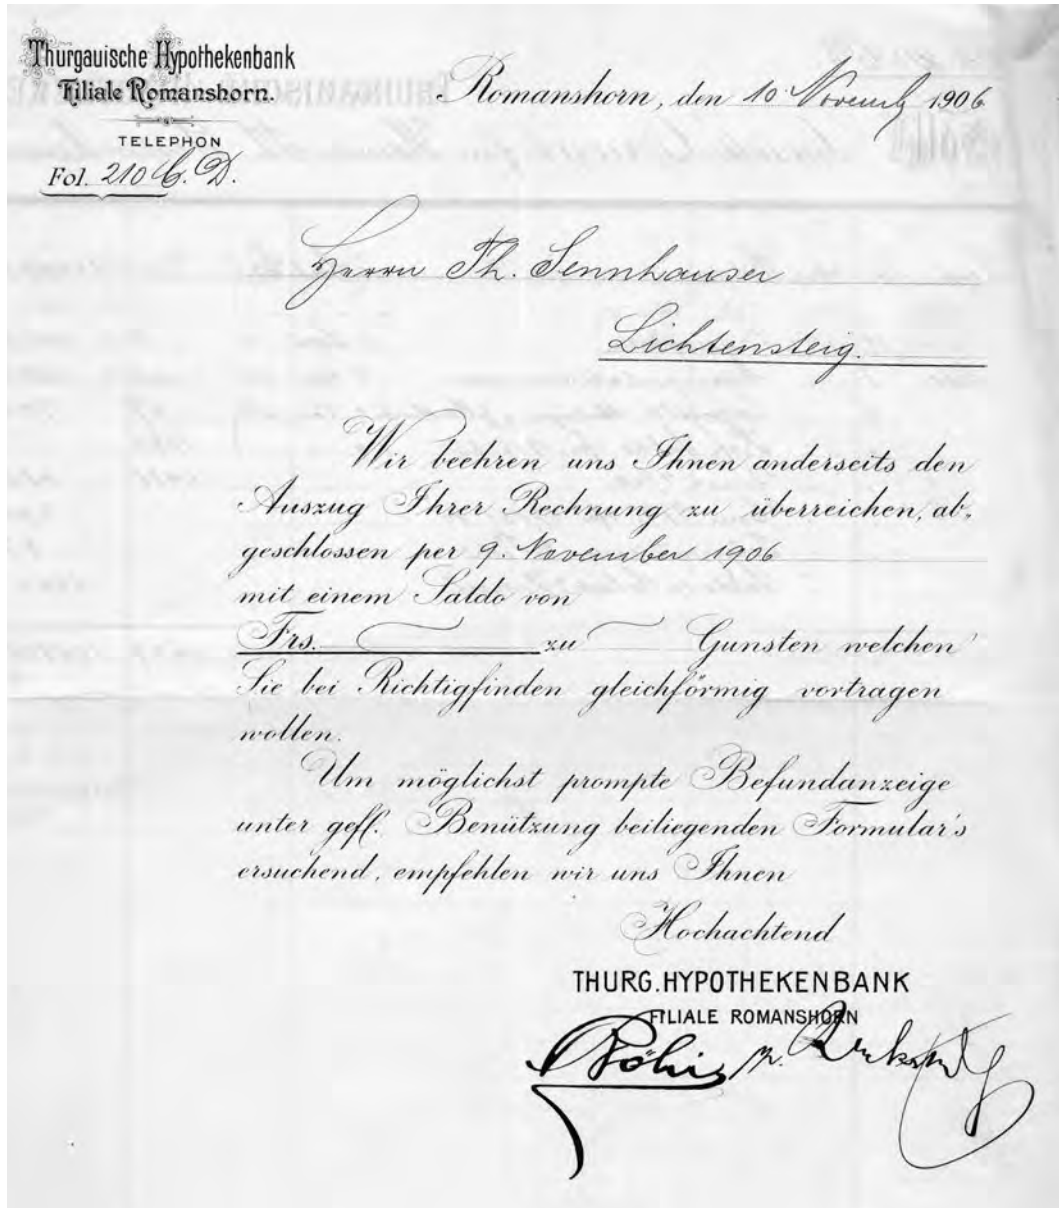 Thurgauische Hypothekenbank
Filiale Romanshorn.
TELEPHON
Fol. 210 C. D.
Romanshorn, den 10. Novemb 1906
Herrn Th. Sennhauser
Lichtensteig.
Wir beehren uns Ihnen anderseits den
Auszug Ihrer Rechnung zu überreichen, ab-
geschlossen per 9. November 1906
mit einem Saldo von
Frs. zu Gunsten welchen
Sie bei Richtigfinden gleichförmig vortragen
wollen.
Um möglichst prompte Befundanzeige
unter gefl. Benützung beiliegenden Formular's
ersuchend, empfehlen wir uns Ihnen
Hochachtend
THURG. HYPOTHEKENBANK
FILIALE ROMANSHORN